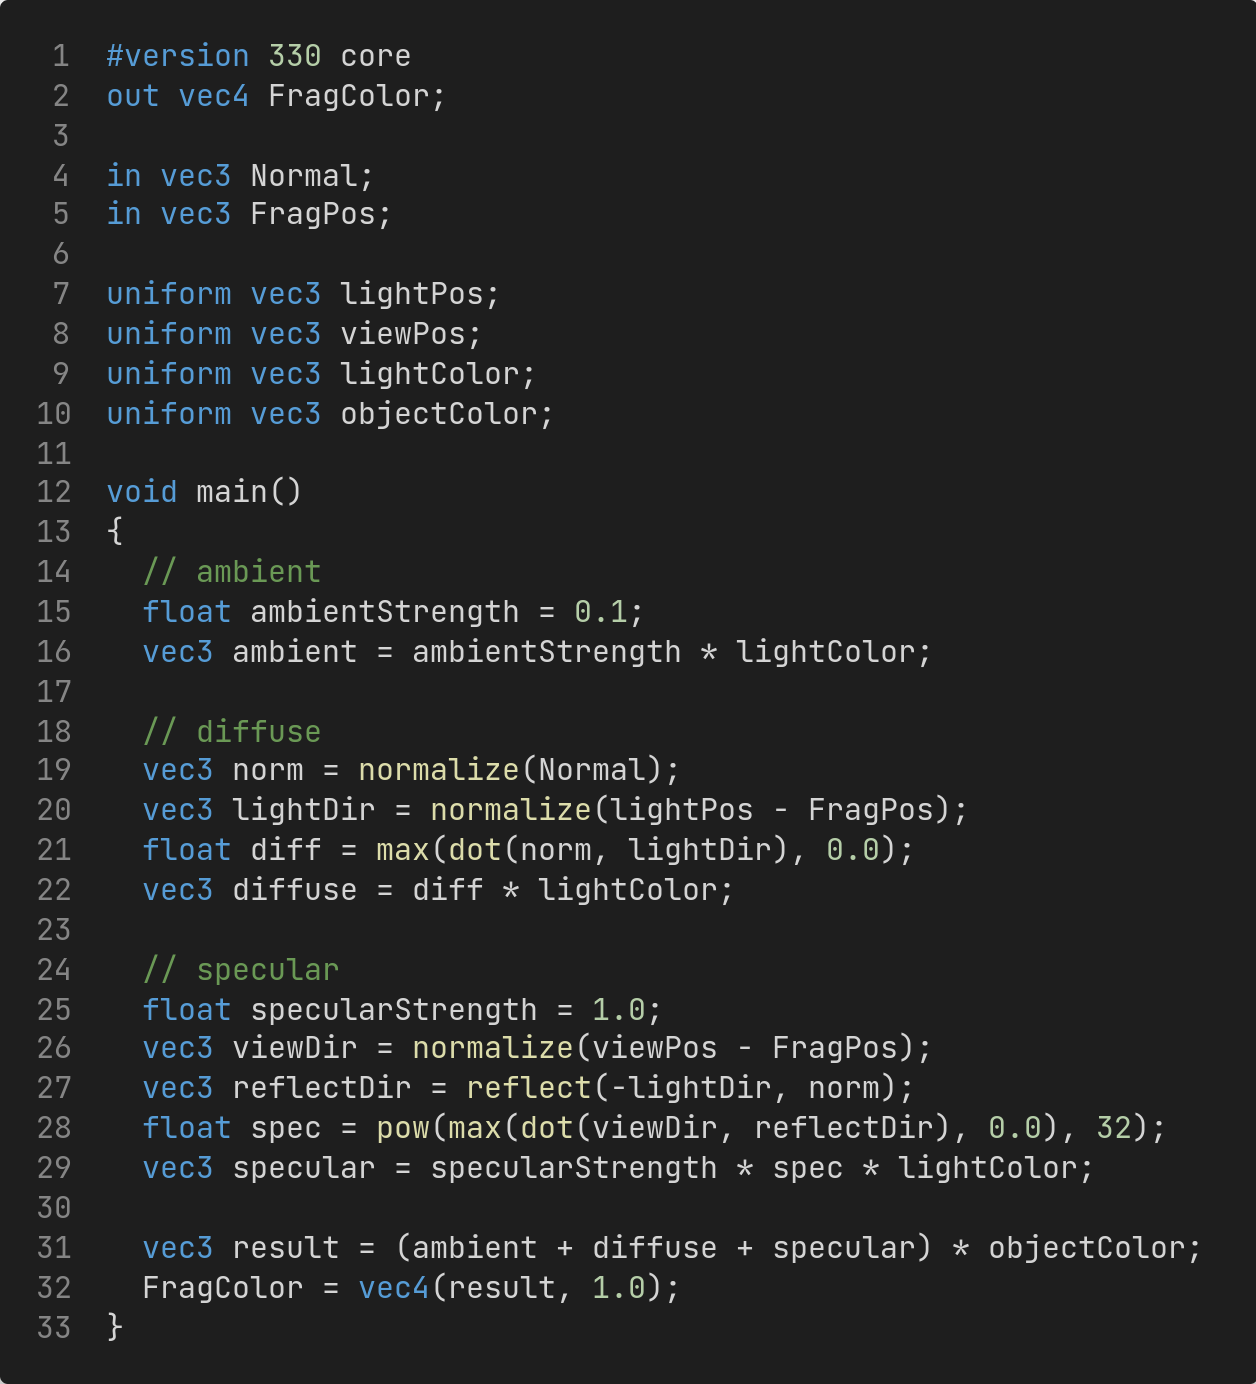 1 #version 330 core
2 out vec4 FragColor;
3
4 in vec3 Normal;
5 in vec3 FragPos;
6
7 uniform vec3 lightPos;
8 uniform vec3 viewPos;
9 uniform vec3 lightColor;
10 uniform vec3 objectColor;
11
12 void main()
13 {
14   // ambient
15   float ambientStrength = 0.1;
16   vec3 ambient = ambientStrength * lightColor;
17
18   // diffuse
19   vec3 norm = normalize(Normal);
20   vec3 lightDir = normalize(lightPos - FragPos);
21   float diff = max(dot(norm, lightDir), 0.0);
22   vec3 diffuse = diff * lightColor;
23
24   // specular
25   float specularStrength = 1.0;
26   vec3 viewDir = normalize(viewPos - FragPos);
27   vec3 reflectDir = reflect(-lightDir, norm);
28   float spec = pow(max(dot(viewDir, reflectDir), 0.0), 32);
29   vec3 specular = specularStrength * spec * lightColor;
30
31   vec3 result = (ambient + diffuse + specular) * objectColor;
32   FragColor = vec4(result, 1.0);
33 }